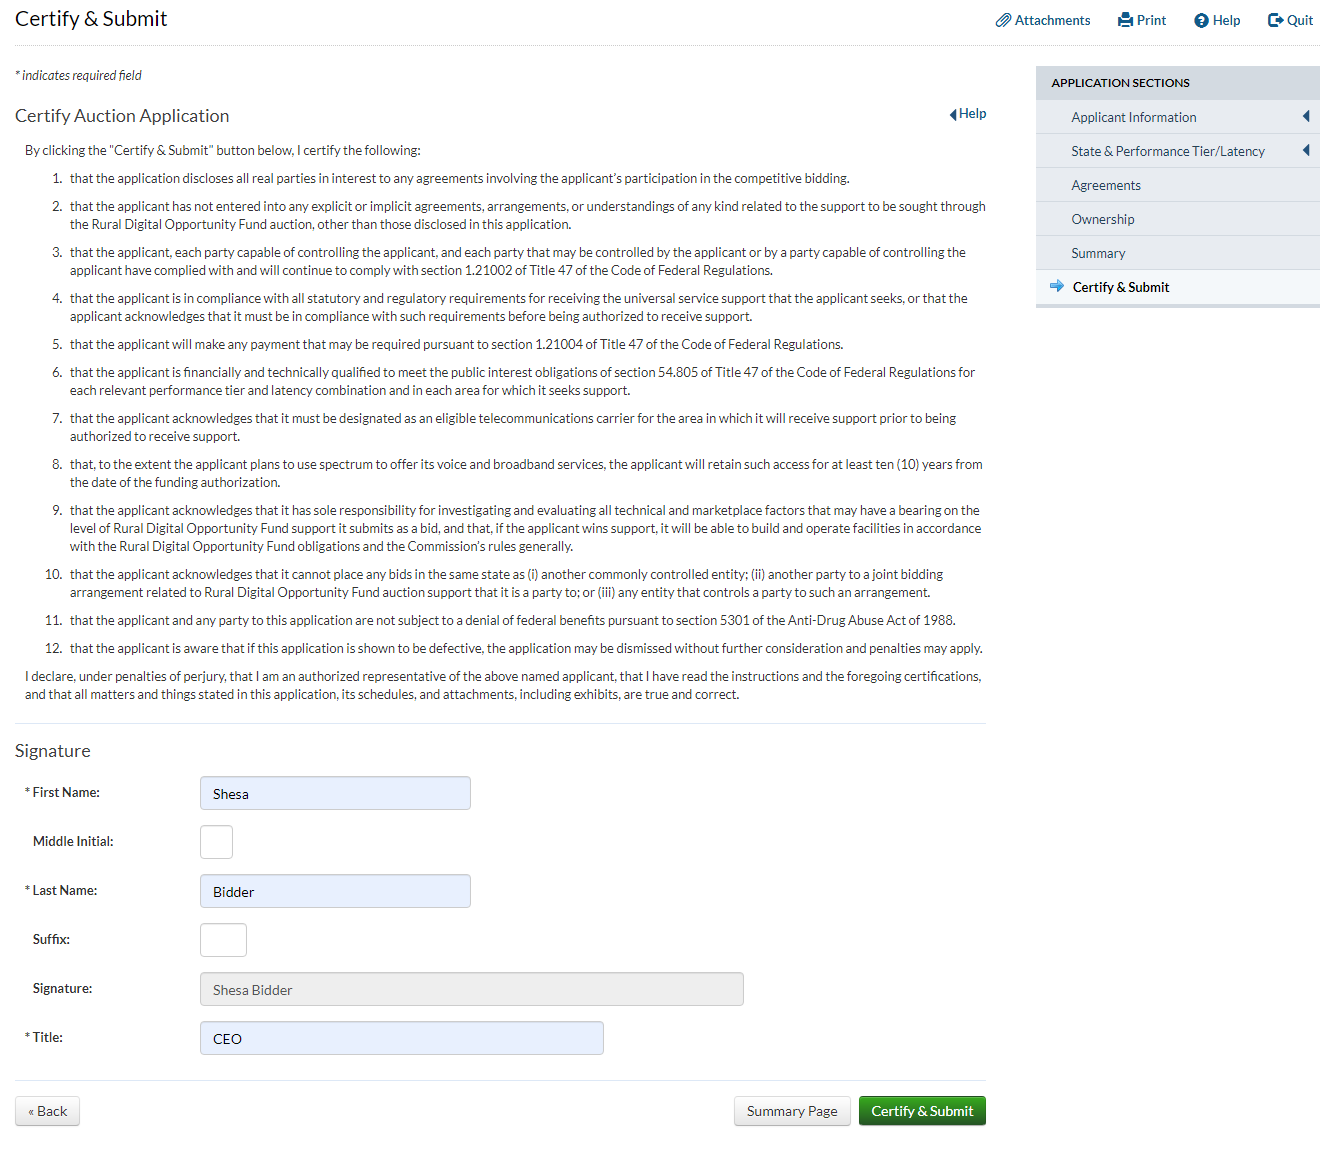 Certify & Submit
Attachments
Print
Help
Quit
* indicates required field
Certify Auction Application
Help
By clicking the "Certify & Submit" button below, I certify the following:
1. that the application discloses all real parties in interest to any agreements involving the applicant's participation in the competitive bidding.
2. that the applicant has not entered into any explicit or implicit agreements, arrangements, or understandings of any kind related to the support to be sought through
the Rural Digital Opportunity Fund auction, other than those disclosed in this application.
3. that the applicant, each party capable of controlling the applicant, and each party that may be controlled by the applicant or by a party capable of controlling the
applicant have complied with and will continue to comply with section 1.21002 of Title 47 of the Code of Federal Regulations.
4. that the applicant is in compliance with all statutory and regulatory requirements for receiving the universal service support that the applicant seeks, or that the
applicant acknowledges that it must be in compliance with such requirements before being authorized to receive support.
5. that the applicant will make any payment that may be required pursuant to section 1.21004 of Title 47 of the Code of Federal Regulations.
6. that the applicant is financially and technically qualified to meet the public interest obligations of section 54.805 of Title 47 of the Code of Federal Regulations for
each relevant performance tier and latency combination and in each area for which it seeks support.
7. that the applicant acknowledges that it must be designated as an eligible telecommunications carrier for the area in which it will receive support prior to being
authorized to receive support.
8. that, to the extent the applicant plans to use spectrum to offer its voice and broadband services, the applicant will retain such access for at least ten (10) years from
the date of the funding authorization.
9. that the applicant acknowledges that it has sole responsibility for investigating and evaluating all technical and marketplace factors that may have a bearing on the
level of Rural Digital Opportunity Fund support it submits as a bid, and that, if the applicant wins support, it will be able to build and operate facilities in accordance
with the Rural Digital Opportunity Fund obligations and the Commission's rules generally.
10. that the applicant acknowledges that it cannot place any bids in the same state as (i) another commonly controlled entity; (ii) another party to a joint bidding
arrangement related to Rural Digital Opportunity Fund auction support that it is a party to; or (iii) any entity that controls a party to such an arrangement.
11. that the applicant and any party to this application are not subject to a denial of federal benefits pursuant to section 5301 of the Anti-Drug Abuse Act of 1988.
12. that the applicant is aware that if this application is shown to be defective, the application may be dismissed without further consideration and penalties may apply.
I declare, under penalties of perjury, that I am an authorized representative of the above named applicant, that I have read the instructions and the foregoing certifications,
and that all matters and things stated in this application, its schedules, and attachments, including exhibits, are true and correct.
Signature
* First Name: Shesa
Middle Initial:
* Last Name: Bidder
Suffix:
Signature: Shesa Bidder
* Title: CEO
« Back
Summary Page
Certify & Submit
APPLICATION SECTIONS
Applicant Information
State & Performance Tier/Latency
Agreements
Ownership
Summary
Certify & Submit